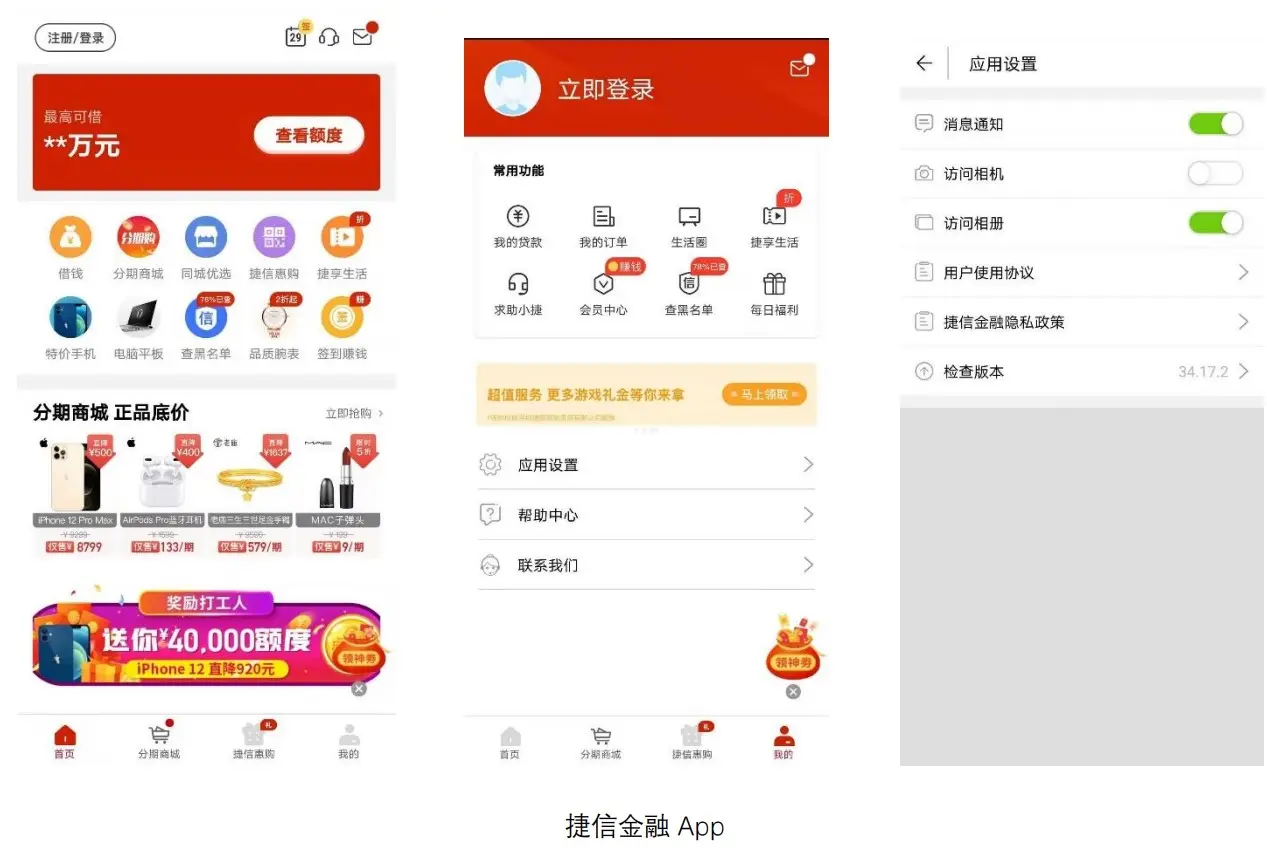 注册/登录
签
29
最高可借
**万元
查看额度
折
借钱
分期购
分期商城
同城优选
捷信惠购
捷享生活
78%已查
2折起
赚
信
签
特价手机
电脑平板
查黑名单
品质腕表
签到赚钱
分期商城 正品底价
立即抢购
直降 ¥500
直降 ¥400
老庙
直降 ¥1637
MAC
限时 5折
iPhone 12 Pro Max
AirPods Pro蓝牙耳机
老庙三生三世足金手镯
MAC子弹头
¥ 9299
¥ 1599
仅售¥ 8799
仅售¥ 133/期
仅售¥ 579/期
仅售¥ 9/期
奖励打工人
送你¥40,000额度
iPhone 12 直降920元
领神券
礼
首页
分期商城
捷信惠购
我的
立即登录
常用功能
折
我的贷款
我的订单
生活圈
捷享生活
赚钱
78%已查
信
求助小捷
会员中心
查黑名单
每日福利
超值服务 更多游戏礼金等你来拿
马上领取
应用设置
帮助中心
联系我们
领神券
礼
首页
分期商城
捷信惠购
我的
应用设置
消息通知
访问相机
访问相册
用户使用协议
捷信金融隐私政策
检查版本
34.17.2
捷信金融 App